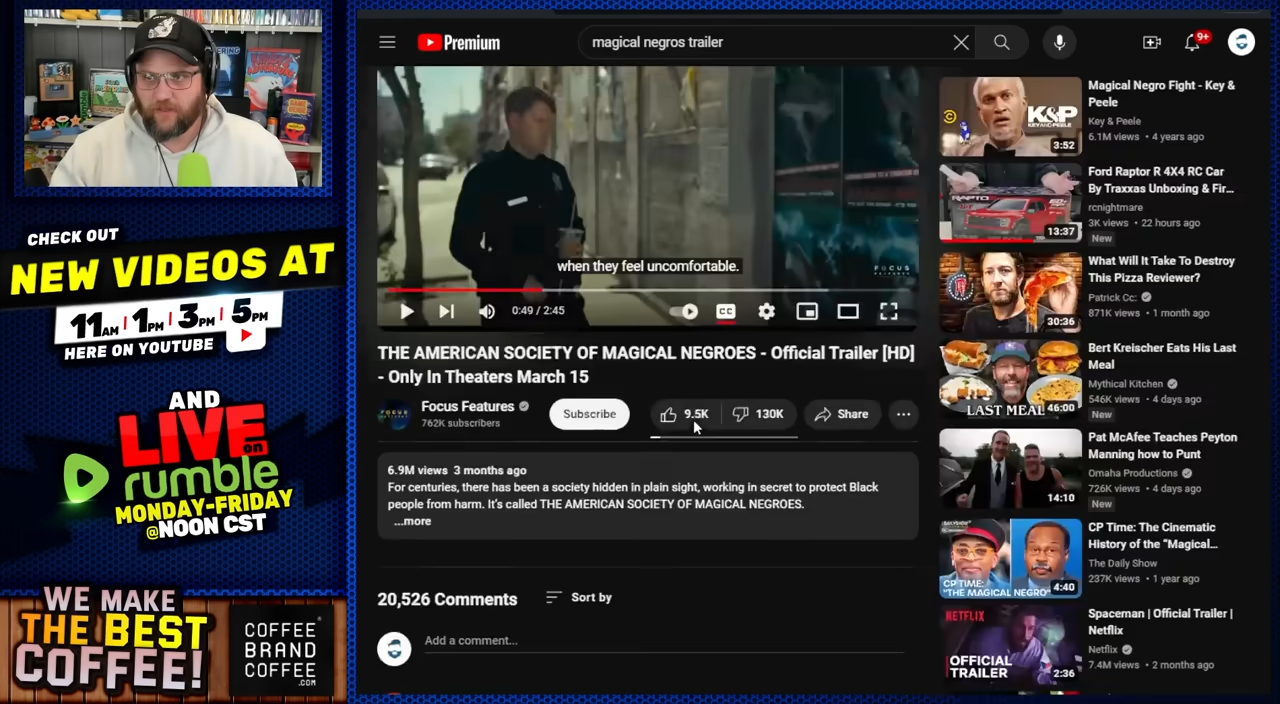 CHECK OUT
NEW VIDEOS AT
11AM | 1PM | 3PM | 5PM
HERE ON YOUTUBE
AND
LIVE on
rumble
MONDAY-FRIDAY
@NOON CST
WE MAKE
THE BEST
COFFEE!
COFFEE
BRAND
COFFEE
.COM
Premium
magical negros trailer
9+
when they feel uncomfortable.
FOCUS
FEATURES
0:49 / 2:45
CC
THE AMERICAN SOCIETY OF MAGICAL NEGROES - Official Trailer [HD]
- Only In Theaters March 15
Focus Features
762K subscribers
Subscribe
9.5K
130K
Share
6.9M views 3 months ago
For centuries, there has been a society hidden in plain sight, working in secret to protect Black
people from harm. It's called THE AMERICAN SOCIETY OF MAGICAL NEGROES.
...more
20,526 Comments
Sort by
Add a comment...
K&P
KEY AND PEELE
3:52
Magical Negro Fight - Key &
Peele
Key & Peele
6.1M views • 4 years ago
13:37
Ford Raptor R 4X4 RC Car
By Traxxas Unboxing & Fir...
rcnightmare
3K views • 22 hours ago
New
30:36
What Will It Take To Destroy
This Pizza Reviewer?
Patrick Cc:
871K views • 1 month ago
LAST MEAL
46:00
Bert Kreischer Eats His Last
Meal
Mythical Kitchen
546K views • 4 days ago
New
14:10
Pat McAfee Teaches Peyton
Manning how to Punt
Omaha Productions
726K views • 4 days ago
New
CP TIME:
"THE MAGICAL NEGRO"
4:40
CP Time: The Cinematic
History of the "Magical...
The Daily Show
237K views • 1 year ago
NETFLIX
OFFICIAL
TRAILER
2:36
Spaceman | Official Trailer |
Netflix
Netflix
7.4M views • 2 months ago